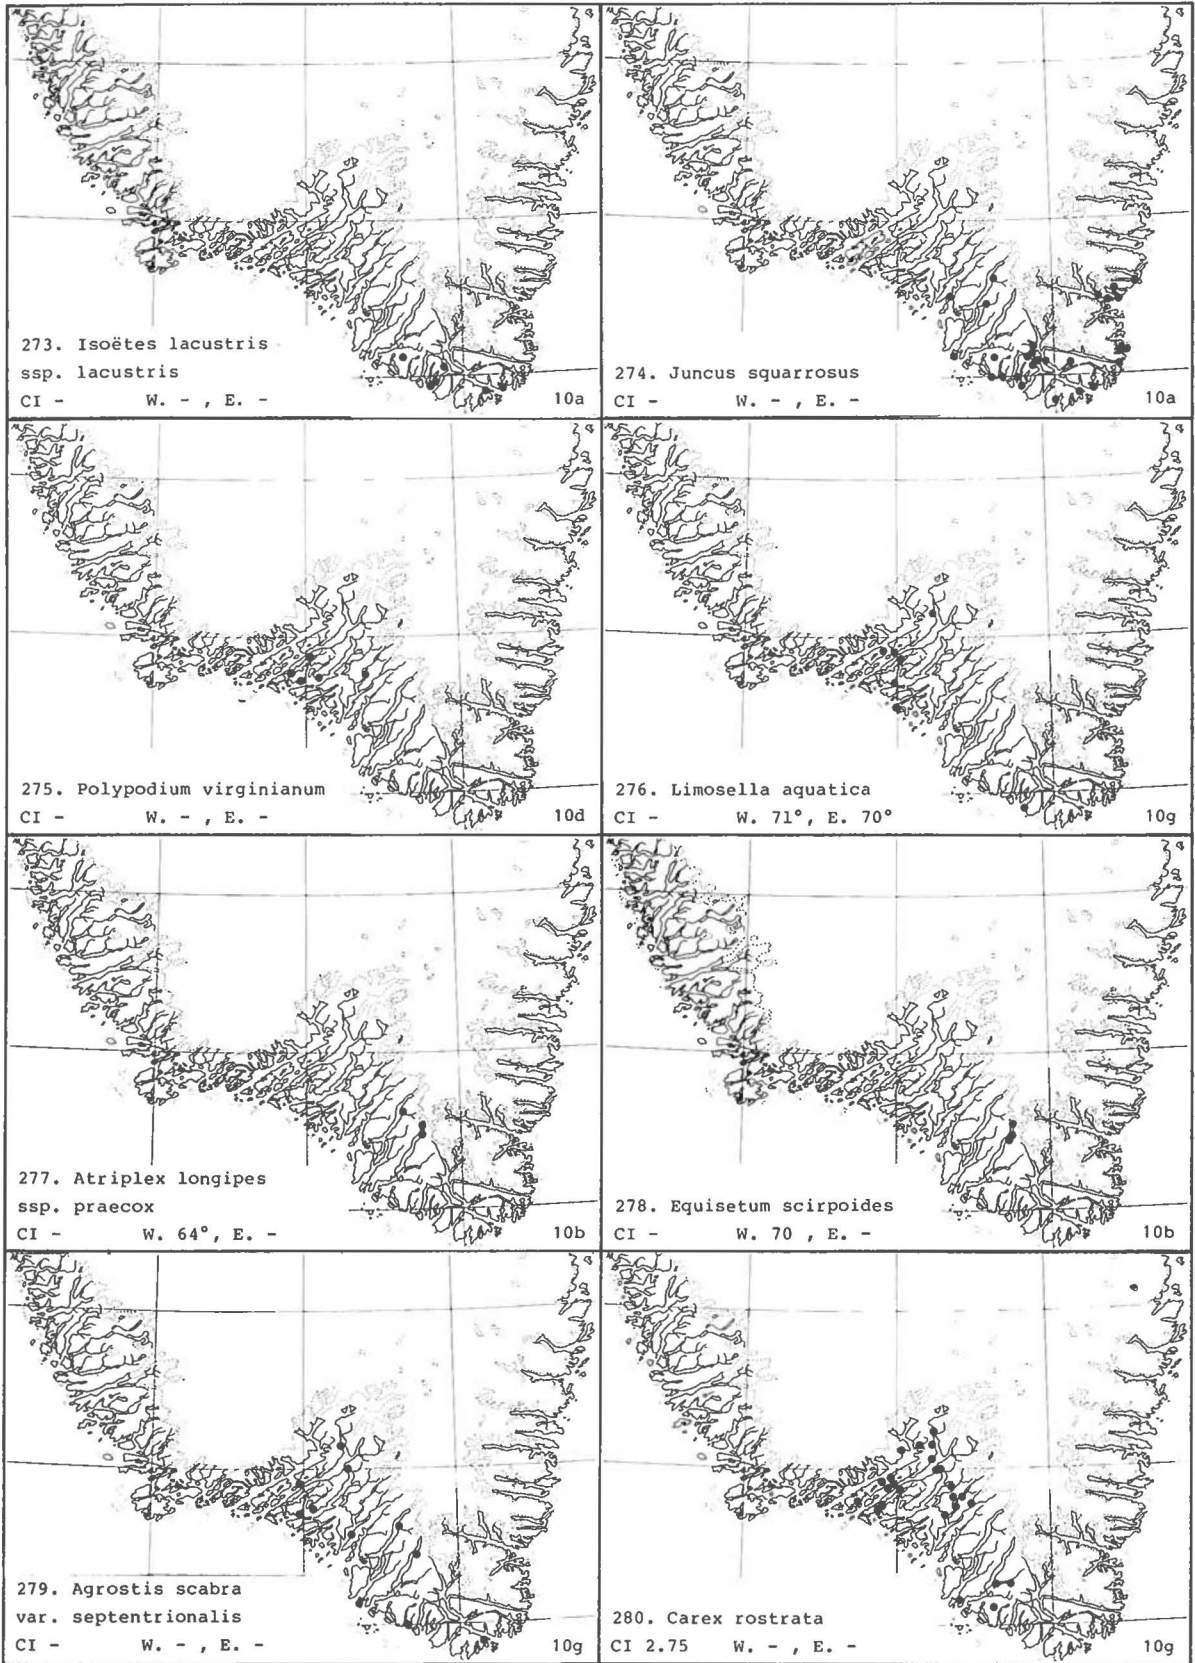 273. Isoëtes lacustris
ssp. lacustris
CI - W. - , E. - 10a
274. Juncus squarrosus
CI - W. - , E. - 10a
275. Polypodium virginianum
CI - W. - , E. - 10d
276. Limosella aquatica
CI - W. 71°, E. 70° 10g
277. Atriplex longipes
ssp. praecox
CI - W. 64°, E. - 10b
278. Equisetum scirpoides
CI - W. 70 , E. - 10b
279. Agrostis scabra
var. septentrionalis
CI - W. - , E. - 10g
280. Carex rostrata
CI 2.75 W. - , E. - 10g